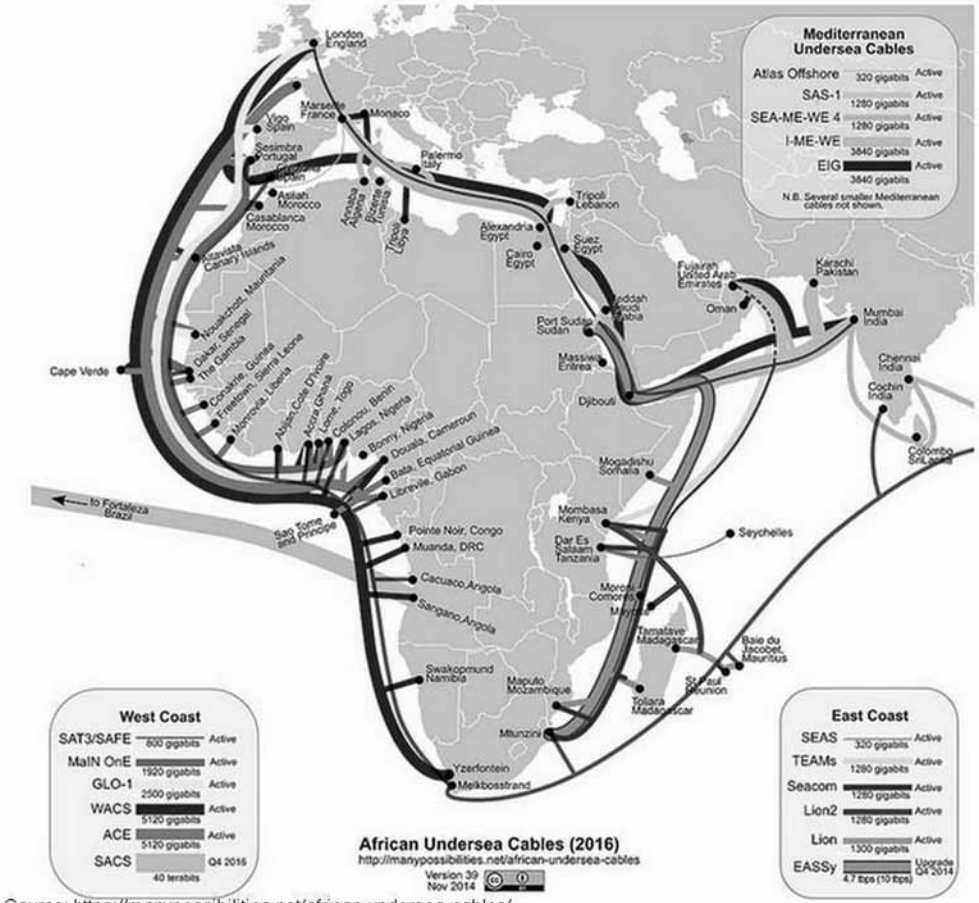 London
England
Mediterranean
Undersea Cables
Atlas Offshore 320 gigabits Active
SAS-1 1280 gigabits Active
SEA-ME-WE 4 1280 gigabits Active
I-ME-WE 3840 gigabits Active
EIG 3840 gigabits Active
N.B. Several smaller Mediterranean
cables not shown.
Marseille
France
Monaco
Vigo
Spain
Sesimbra
Portugal
Spain
Palermo
Italy
Asilah
Morocco
Casablanca
Morocco
Annaba
Algeria
Bizerte
Tunisia
Tripoli
Libya
Tripoli
Lebanon
Alexandria
Egypt
Cairo
Egypt
Suez
Egypt
Altavista
Canary Islands
Fujairah
United Arab
Emirates
Oman
Karachi
Pakistan
Mumbai
India
Jeddah
Saudi
Arabia
Port Sudan
Sudan
Massiwa
Eritrea
Djibouti
Chennai
India
Cochin
India
Colombo
Sri Lanka
Nouakchott, Mauritania
Dakar, Senegal
The Gambia
Cape Verde
Conakrie, Guinea
Freetown, Sierra Leone
Monrovia, Liberia
Abijan, Cote D'Ivoire
Accra, Ghana
Lome, Togo
Cotonou, Benin
Lagos, Nigeria
Bonny, Nigeria
Douala, Cameroun
Bata, Equatorial Guinea
Libreville, Gabon
Mogadishu
Somalia
to Fortaleza
Brazil
Sao Tome
and Principe
Pointe Noir, Congo
Muanda, DRC
Cacuaco, Angola
Sangano, Angola
Mombasa
Kenya
Dar Es
Salaam
Tanzania
Seychelles
Moroni
Comores
Mayotte
Tamatave
Madagascar
Baie du
Jacobet,
Mauritius
St Paul
Reunion
Toliara
Madagascar
Swakopmund
Namibia
Maputo
Mozambique
Mtunzini
Yzerfontein
Melkbosstrand
West Coast
SAT3/SAFE 800 gigabits Active
MaIN OnE 1920 gigabits Active
GLO-1 2500 gigabits Active
WACS 5120 gigabits Active
ACE 5120 gigabits Active
SACS 40 terabits Q4 2016
East Coast
SEAS 320 gigabits Active
TEAMs 1280 gigabits Active
Seacom 1280 gigabits Active
Lion2 1280 gigabits Active
Lion 1300 gigabits Active
EASSy 4.7 tbps (10 tbps) Upgrade Q4 2014
African Undersea Cables (2016)
http://manypossibilities.net/african-undersea-cables
Version 39
Nov 2014